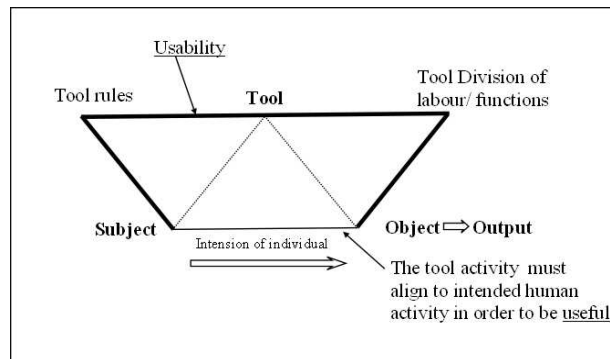 Usability
Tool rules
Tool
Tool Division of
labour/ functions
Subject
Intension of individual
Object ⇨ Output
The tool activity must
align to intended human
activity in order to be useful